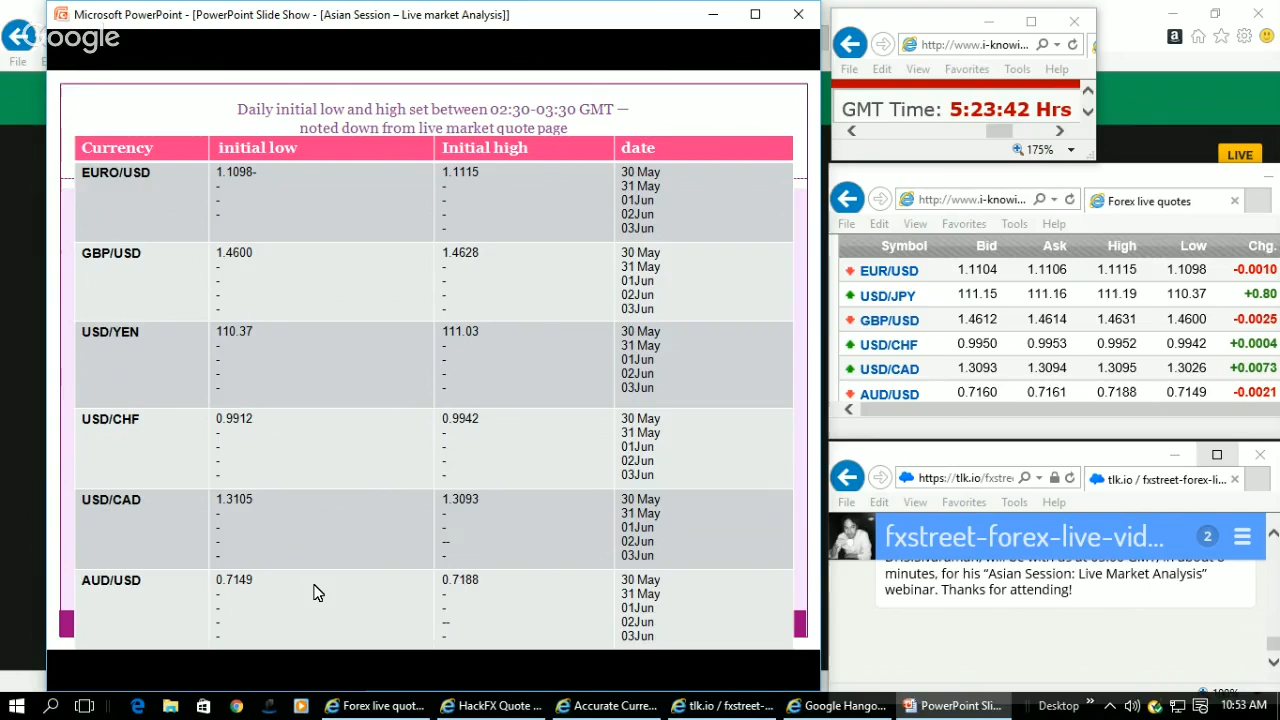 Microsoft PowerPoint - [PowerPoint Slide Show - [Asian Session – Live market Analysis)]]
Google
File
Daily initial low and high set between 02:30-03:30 GMT —
noted down from live market quote page
Currency initial low Initial high date
EURO/USD 1.1098- 1.1115 30 May
- - 31 May
- - 01Jun
- - 02Jun
- - 03Jun
GBP/USD 1.4600 1.4628 30 May
- - 31 May
- - 01Jun
- - 02Jun
- - 03Jun
USD/YEN 110.37 111.03 30 May
- - 31 May
- - 01Jun
- - 02Jun
- - 03Jun
USD/CHF 0.9912 0.9942 30 May
- - 31 May
- - 01Jun
- - 02Jun
- - 03Jun
USD/CAD 1.3105 1.3093 30 May
- - 31 May
- - 01Jun
- -- 02Jun
- - 03Jun
AUD/USD 0.7149 0.7188 30 May
- - 31 May
- - 01Jun
- -- 02Jun
- - 03Jun
http://www.i-knowi...
File Edit View Favorites Tools Help
GMT Time: 5:23:42 Hrs
175%
LIVE
http://www.i-knowi... Forex live quotes
File Edit View Favorites Tools Help
Symbol Bid Ask High Low Chg.
EUR/USD 1.1104 1.1106 1.1115 1.1098 -0.0010
USD/JPY 111.15 111.16 111.19 110.37 +0.80
GBP/USD 1.4612 1.4614 1.4631 1.4600 -0.0025
USD/CHF 0.9950 0.9953 0.9952 0.9942 +0.0004
USD/CAD 1.3093 1.3094 1.3095 1.3026 +0.0073
AUD/USD 0.7160 0.7161 0.7188 0.7149 -0.0021
https://tlk.io/fxstre tlk.io / fxstreet-forex-li...
File Edit View Favorites Tools Help
fxstreet-forex-live-vid... 2
minutes, for his “Asian Session: Live Market Analysis”
webinar. Thanks for attending!
Forex live quot... HackFX Quote ... Accurate Curre... tlk.io / fxstreet-... Google Hango... PowerPoint Sli... Desktop 10:53 AM